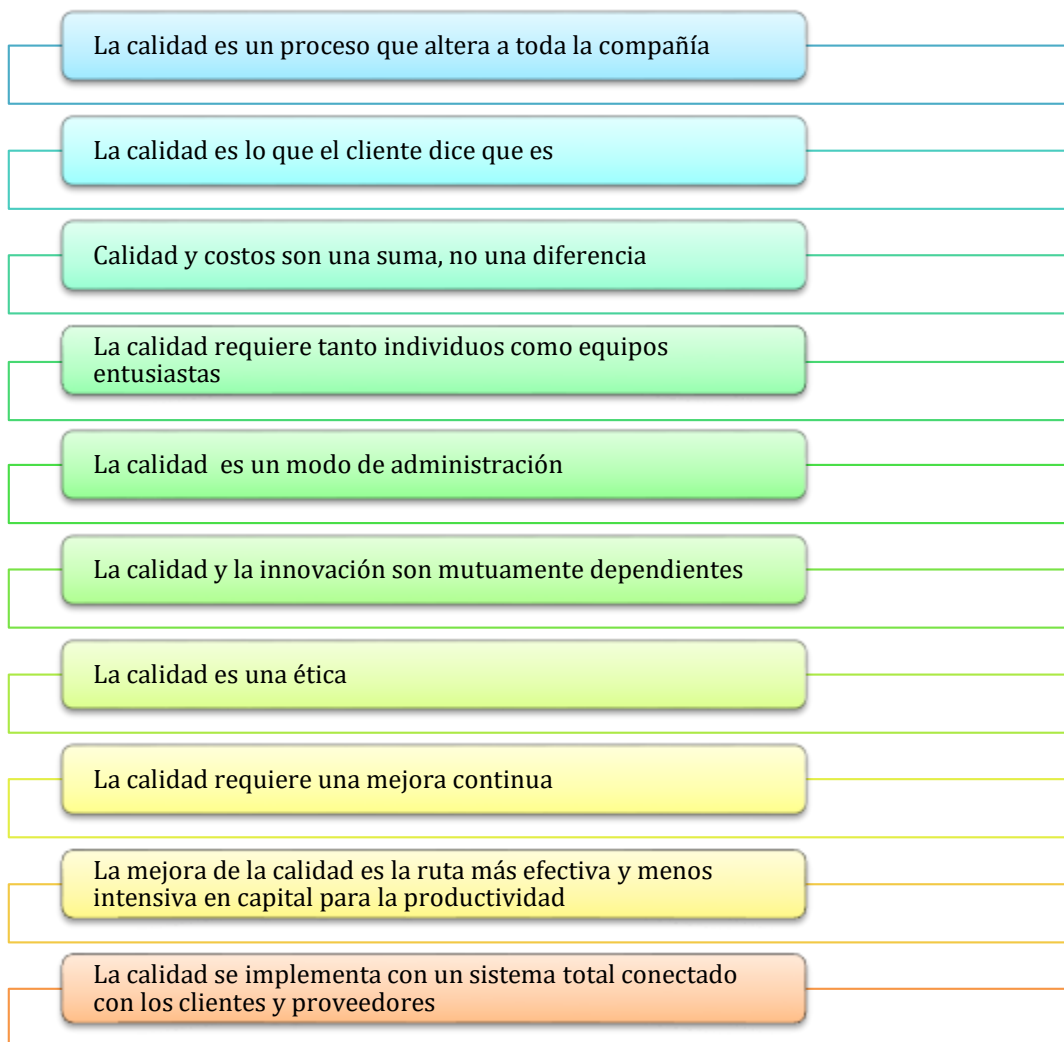 La calidad es un proceso que altera a toda la compañía
La calidad es lo que el cliente dice que es
Calidad y costos son una suma, no una diferencia
La calidad requiere tanto individuos como equipos
entusiastas
La calidad  es un modo de administración
La calidad y la innovación son mutuamente dependientes
La calidad es una ética
La calidad requiere una mejora continua
La mejora de la calidad es la ruta más efectiva y menos
intensiva en capital para la productividad
La calidad se implementa con un sistema total conectado
con los clientes y proveedores